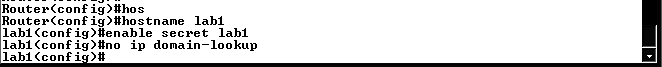 Router(config)#hos
Router(config)#hostname lab1
lab1(config)#enable secret lab1
lab1(config)#no ip domain-lookup
lab1(config)#